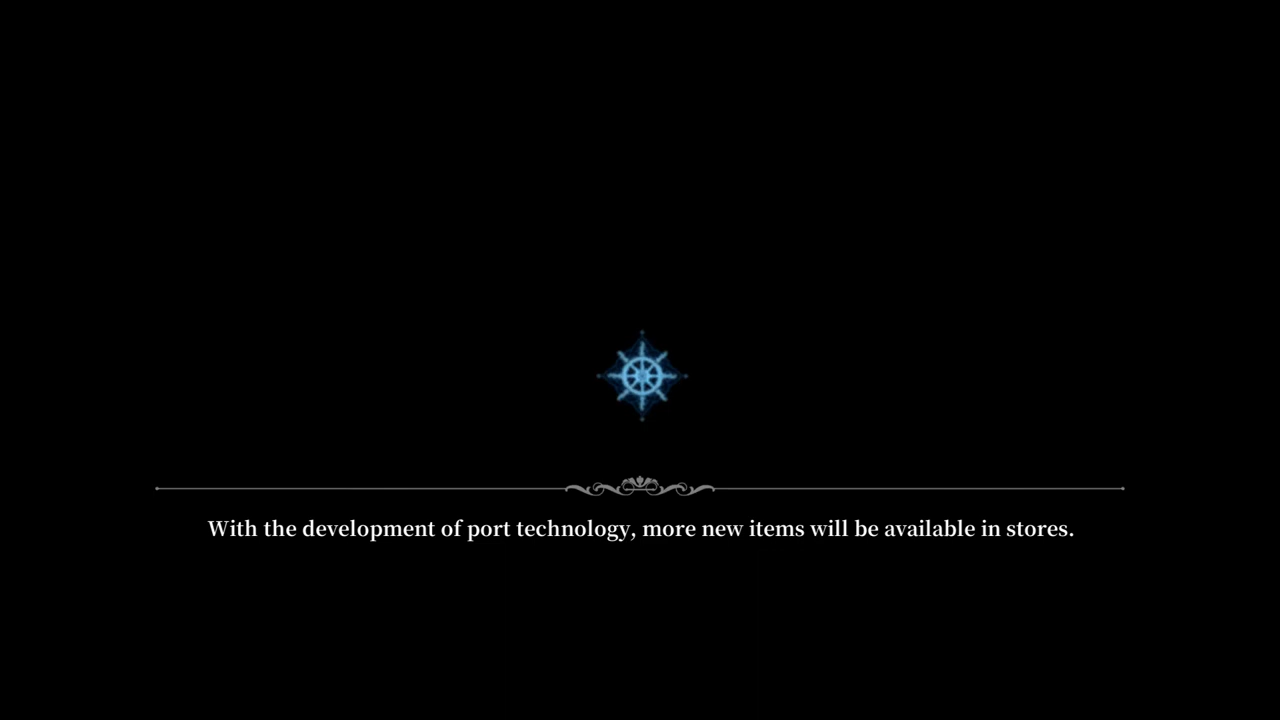 With the development of port technology, more new items will be available in stores.